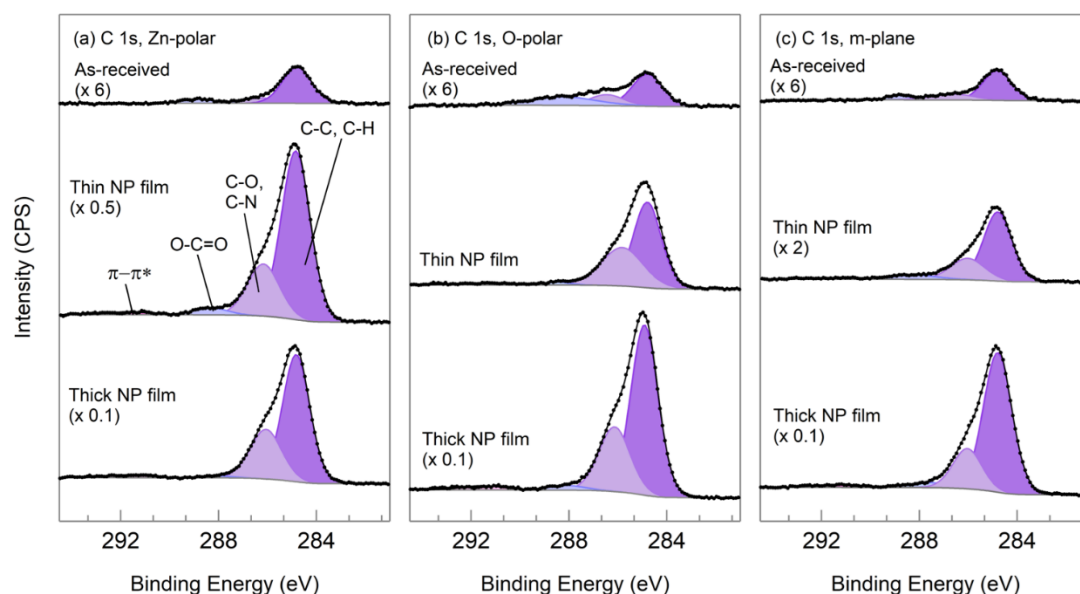 (a) C 1s, Zn-polar
As-received
(x 6)
C-C, C-H
Thin NP film
(x 0.5)
C-O,
C-N
O-C=O
π−π*
Thick NP film
(x 0.1)
(b) C 1s, O-polar
As-received
(x 6)
Thin NP film
Thick NP film
(x 0.1)
(c) C 1s, m-plane
As-received
(x 6)
Thin NP film
(x 2)
Thick NP film
(x 0.1)
Intensity (CPS)
292 288 284
292 288 284
292 288 284
Binding Energy (eV)
Binding Energy (eV)
Binding Energy (eV)